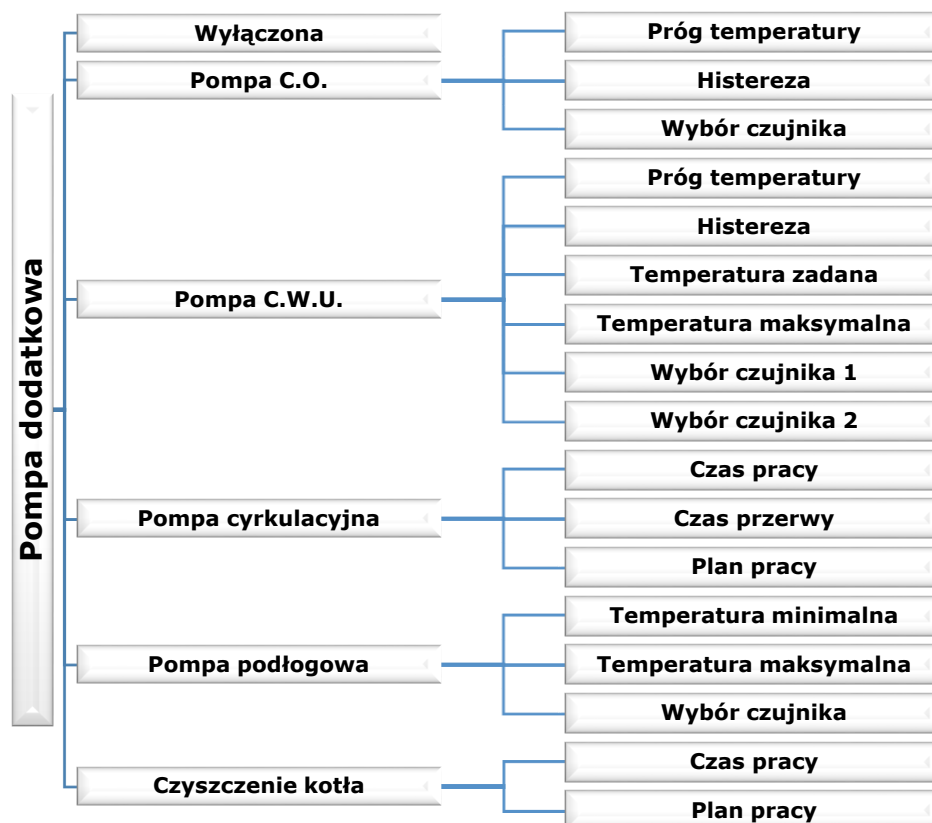 Pompa dodatkowa
Wyłączona
Pompa C.O.
Próg temperatury
Histereza
Wybór czujnika
Pompa C.W.U.
Próg temperatury
Histereza
Temperatura zadana
Temperatura maksymalna
Wybór czujnika 1
Wybór czujnika 2
Pompa cyrkulacyjna
Czas pracy
Czas przerwy
Plan pracy
Pompa podłogowa
Temperatura minimalna
Temperatura maksymalna
Wybór czujnika
Czyszczenie kotła
Czas pracy
Plan pracy